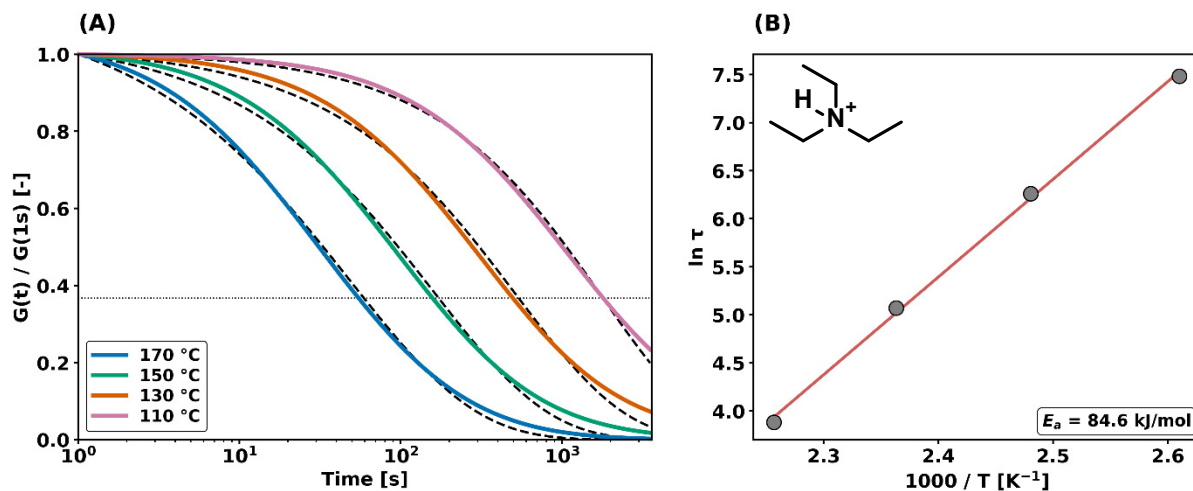 (A)
G(t) / G(1s) [-]
1.0
0.8
0.6
0.4
0.2
0.0
170 °C
150 °C
130 °C
110 °C
10⁰
10¹
10²
10³
Time [s]
(B)
ln τ
7.5
7.0
6.5
6.0
5.5
5.0
4.5
4.0
H
N
+
Eₐ = 84.6 kJ/mol
2.3
2.4
2.5
2.6
1000 / T [K⁻¹]